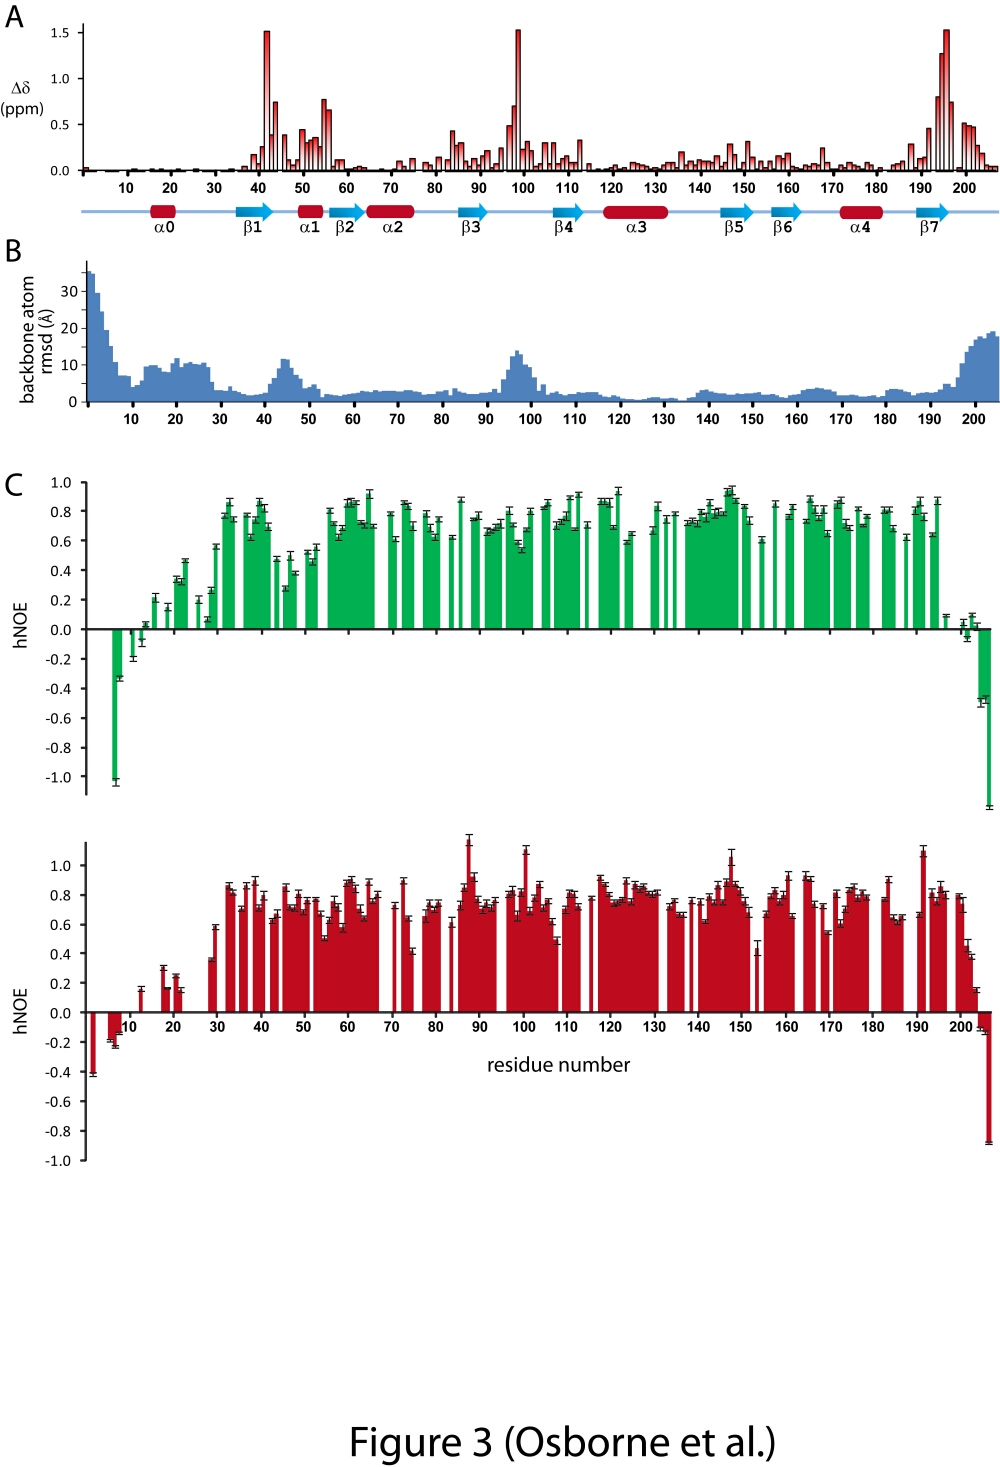 A
1.5
1.0
Δδ
(ppm)
0.5
0.0
10 20 30 40 50 60 70 80 90 100 110 120 130 140 150 160 170 180 190 200
α0 β1 α1 β2 α2 β3 β4 α3 β5 β6 α4 β7
B
backbone atom
rmsd (Å)
30
20
10
0
10 20 30 40 50 60 70 80 90 100 110 120 130 140 150 160 170 180 190 200
C
hNOE
1.0
0.8
0.6
0.4
0.2
0.0
-0.2
-0.4
-0.6
-0.8
-1.0
hNOE
1.0
0.8
0.6
0.4
0.2
0.0
10 20 30 40 50 60 70 80 90 100 110 120 130 140 150 160 170 180 190 200
-0.2
-0.4
-0.6
-0.8
-1.0
residue number
Figure 3 (Osborne et al.)